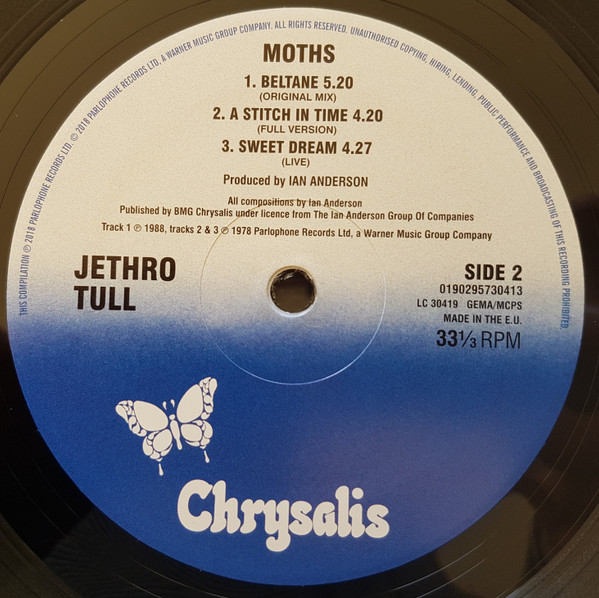 MOTHS
1. BELTANE 5.20
(ORIGINAL MIX)
2. A STITCH IN TIME 4.20
(FULL VERSION)
3. SWEET DREAM 4.27
(LIVE)
Produced by IAN ANDERSON
All compositions by Ian Anderson
Published by BMG Chrysalis under licence from The Ian Anderson Group Of Companies
Track 1 ℗ 1988, tracks 2 & 3 ℗ 1978 Parlophone Records Ltd, a Warner Music Group Company
JETHRO
TULL
SIDE 2
0190295730413
LC 30419 GEMA/MCPS
MADE IN THE E.U.
33⅓ RPM
Chrysalis
THIS COMPILATION ℗ 2018 PARLOPHONE RECORDS LTD. © 2018 PARLOPHONE RECORDS LTD, A WARNER MUSIC GROUP COMPANY. ALL RIGHTS RESERVED. UNAUTHORISED COPYING, HIRING, LENDING, PUBLIC PERFORMANCE AND BROADCASTING OF THIS RECORDING PROHIBITED.